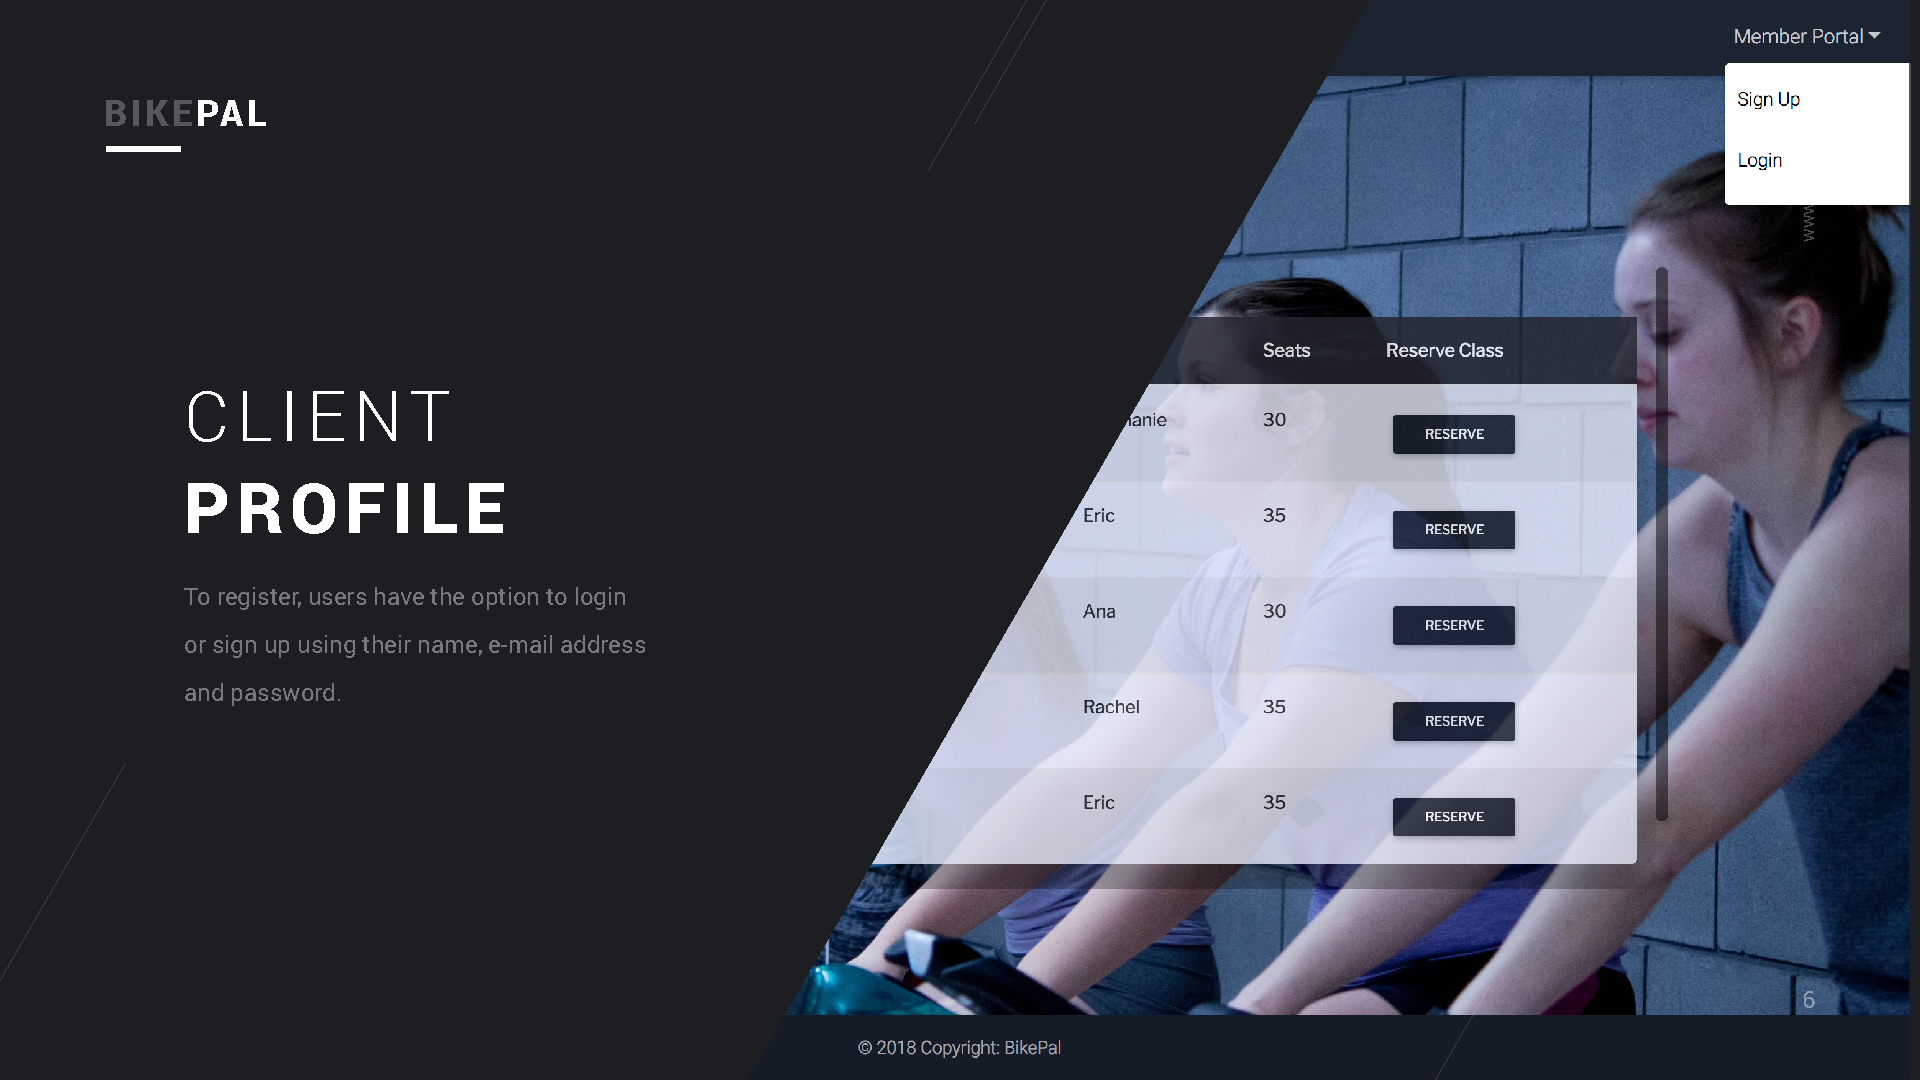 BIKEPAL
CLIENT
PROFILE
To register, users have the option to login
or sign up using their name, e-mail address
and password.
Member Portal
Sign Up
Login
Seats Reserve Class
30 RESERVE
Eric 35 RESERVE
Ana 30 RESERVE
Rachel 35 RESERVE
Eric 35 RESERVE
6
© 2018 Copyright: BikePal